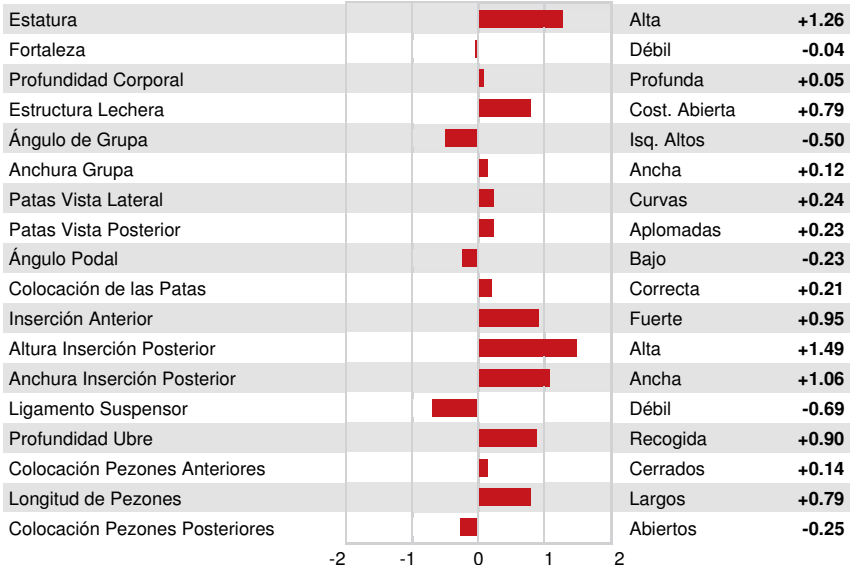 Estatura Alta +1.26
Fortaleza Débil -0.04
Profundidad Corporal Profunda +0.05
Estructura Lechera Cost. Abierta +0.79
Ángulo de Grupa Isq. Altos -0.50
Anchura Grupa Ancha +0.12
Patas Vista Lateral Curvas +0.24
Patas Vista Posterior Aplomadas +0.23
Ángulo Podal Bajo -0.23
Colocación de las Patas Correcta +0.21
Inserción Anterior Fuerte +0.95
Altura Inserción Posterior Alta +1.49
Anchura Inserción Posterior Ancha +1.06
Ligamento Suspensor Débil -0.69
Profundidad Ubre Recogida +0.90
Colocación Pezones Anteriores Cerrados +0.14
Longitud de Pezones Largos +0.79
Colocación Pezones Posteriores Abiertos -0.25
-2 -1 0 1 2